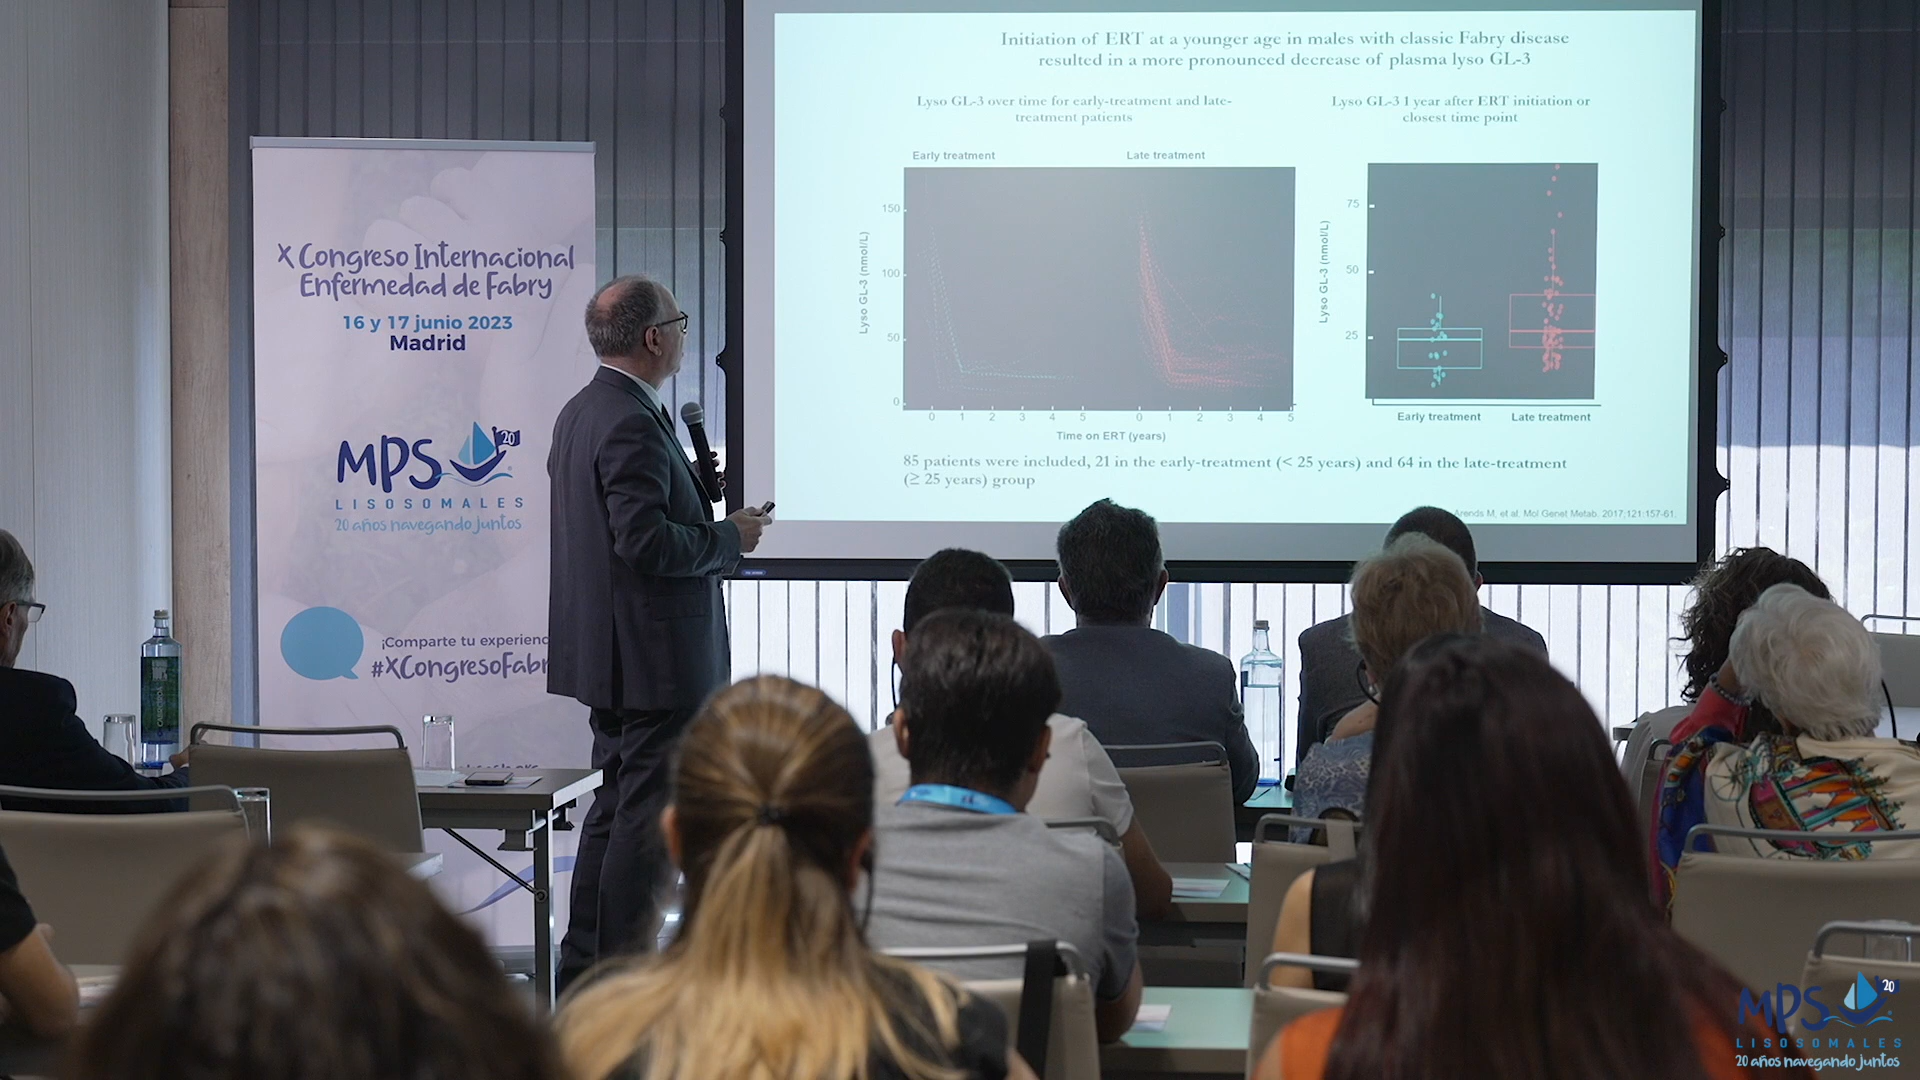 Initiation of ERT at a younger age in males with classic Fabry disease
resulted in a more pronounced decrease of plasma lyso GL-3
Lyso GL-3 over time for early-treatment and late-
treatment patients
Early treatment
Late treatment
Lyso GL-3 (nmol/L)
150
100
50
0
0 1 2 3 4 5
0 1 2 3 4 5
Time on ERT (years)
Lyso GL-3 1 year after ERT initiation or
closest time point
Lyso GL-3 (nmol/L)
75
50
25
Early treatment
Late treatment
85 patients were included, 21 in the early-treatment (< 25 years) and 64 in the late-treatment
(≥ 25 years) group
Arends M, et al. Mol Genet Metab. 2017;121:157-61.
X Congreso Internacional
Enfermedad de Fabry
16 y 17 junio 2023
Madrid
MPS
20
LISOSOMALES
20 años navegando juntos
¡Comparte tu experienc
#XCongresoFabr
MPS
20
LISOSOMALES
20 años navegando juntos